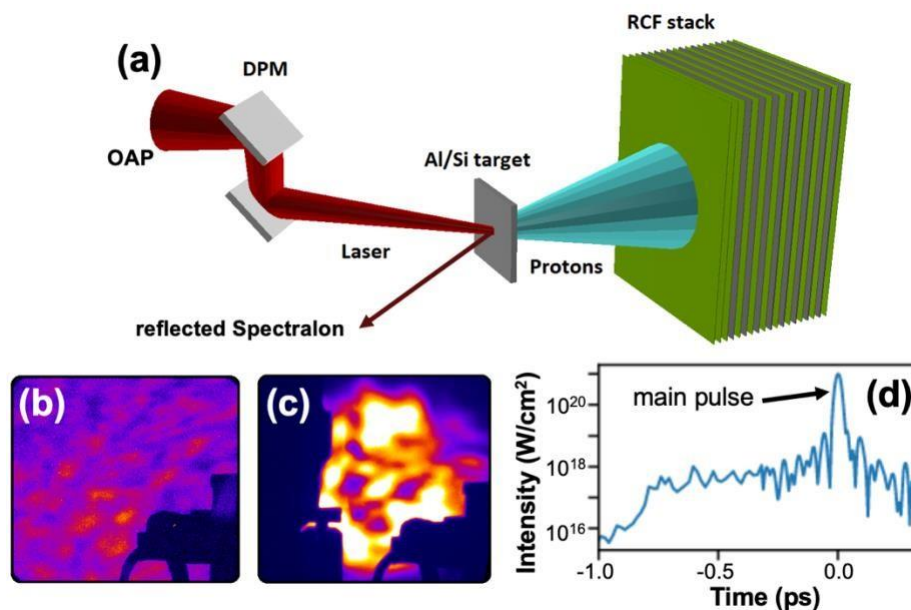 RCF stack
(a)
DPM
OAP
Al/Si target
Laser
Protons
reflected Spectralon
(b)
(c)
(d)
main pulse
Intensity (W/cm²)
10²⁰
10¹⁸
10¹⁶
-1.0
-0.5
0.0
Time (ps)